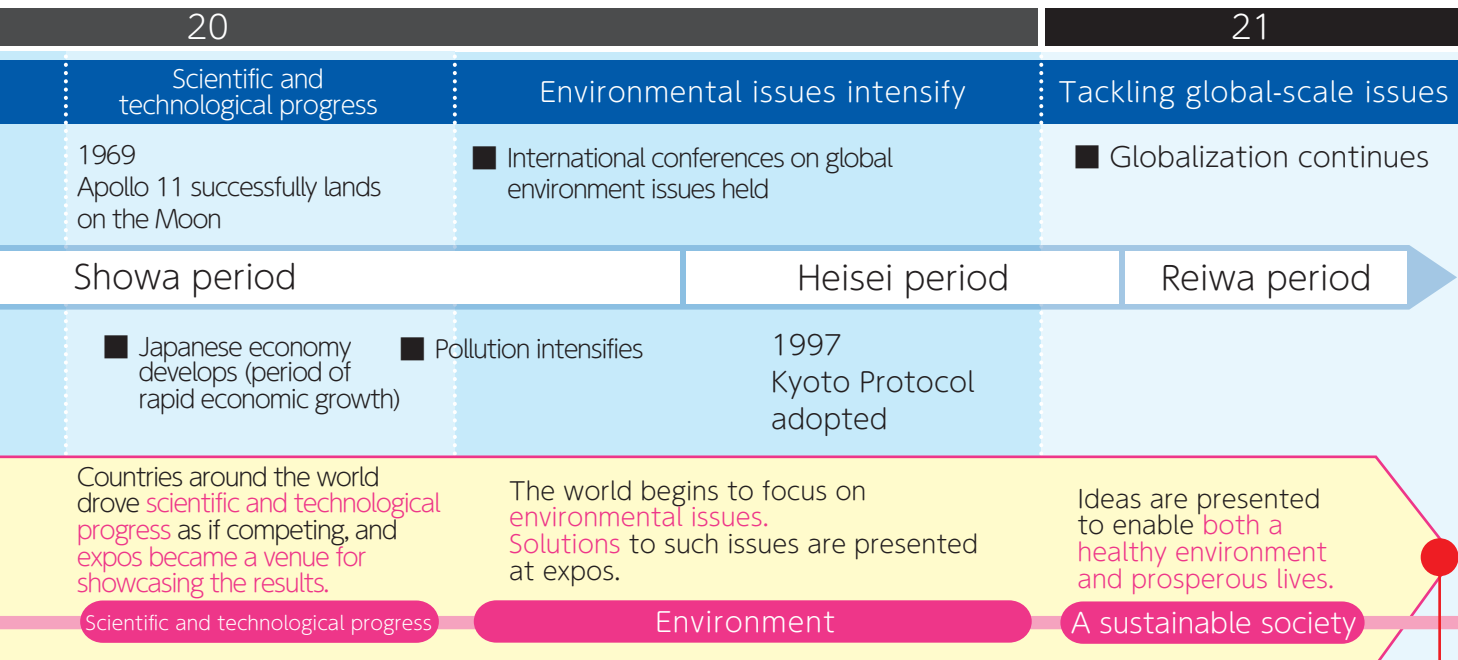 20
21
Scientific and
technological progress
Environmental issues intensify
Tackling global-scale issues
1969
Apollo 11 successfully lands
on the Moon
■ International conferences on global
environment issues held
■ Globalization continues
Showa period
Heisei period
Reiwa period
■ Japanese economy
develops (period of
rapid economic growth)
■ Pollution intensifies
1997
Kyoto Protocol
adopted
Countries around the world
drove scientific and technological
progress as if competing, and
expos became a venue for
showcasing the results.
The world begins to focus on
environmental issues.
Solutions to such issues are presented
at expos.
Ideas are presented
to enable both a
healthy environment
and prosperous lives.
Scientific and technological progress
Environment
A sustainable society